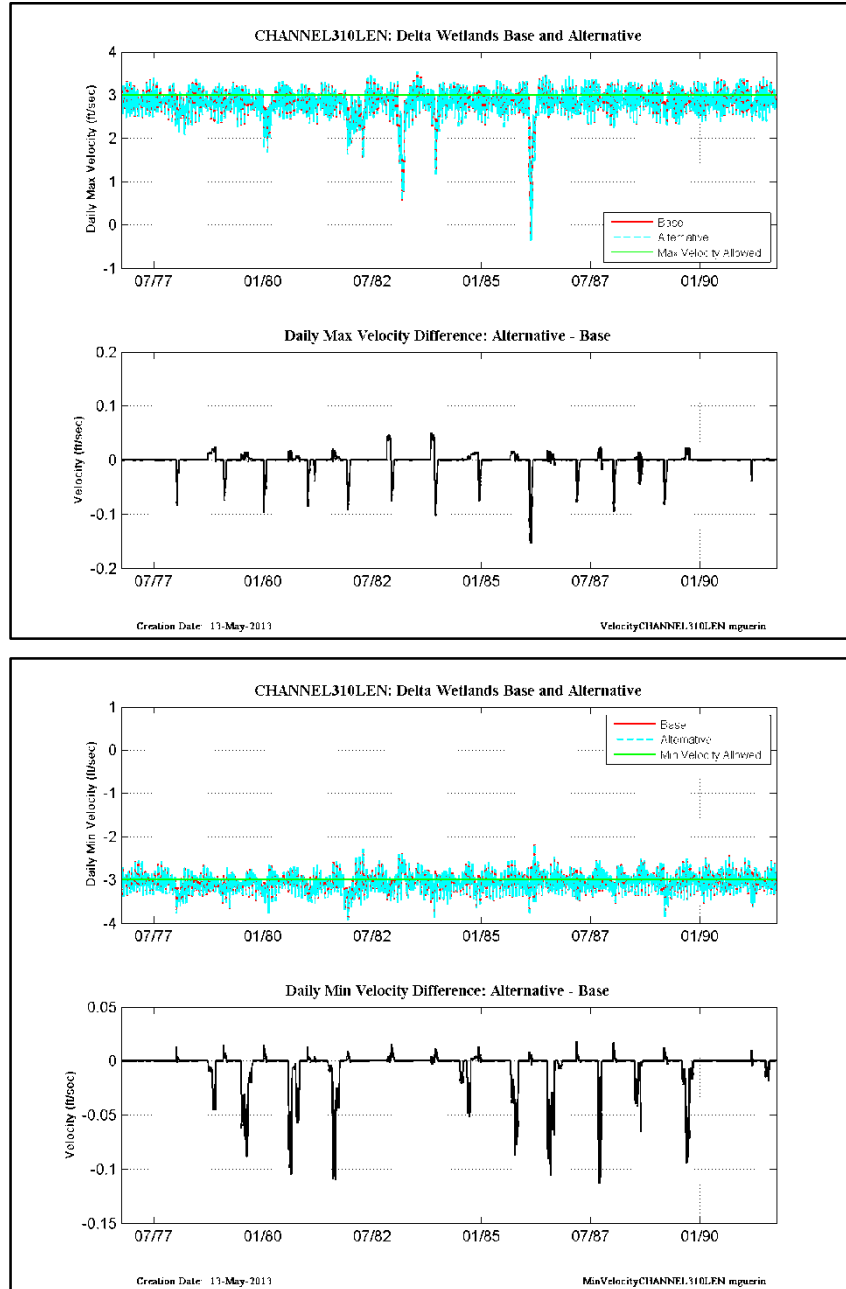 CHANNEL310LEN: Delta Wetlands Base and Alternative
Daily Max Velocity (ft/sec)
4
3
2
1
0
-1
07/77 01/80 07/82 01/85 07/87 01/90
Base
Alternative
Max Velocity Allowed
Daily Max Velocity Difference: Alternative - Base
Velocity (ft/sec)
0.2
0.1
0
-0.1
-0.2
07/77 01/80 07/82 01/85 07/87 01/90
Creation Date: 13-May-2013 VelocityCHANNEL310LEN mguerin
CHANNEL310LEN: Delta Wetlands Base and Alternative
Daily Min Velocity (ft/sec)
1
0
-1
-2
-3
-4
07/77 01/80 07/82 01/85 07/87 01/90
Base
Alternative
Min Velocity Allowed
Daily Min Velocity Difference: Alternative - Base
Velocity (ft/sec)
0.05
0
-0.05
-0.1
-0.15
07/77 01/80 07/82 01/85 07/87 01/90
Creation Date: 13-May-2013 MinVelocityCHANNEL310LEN mguerin